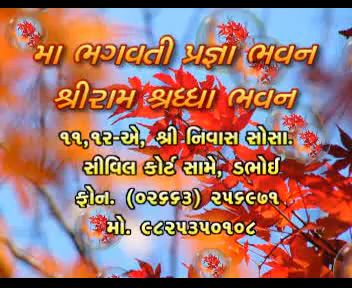 મા ભગવતી પ્રજ્ઞા ભવન
શ્રીરામ શ્રધ્ધા ભવન
૧૧,૧૨-એ, શ્રી નિવાસ સોસા.
સીવિલ કોર્ટ સામે, ડભોઈ
ફોન. (૦૨૬૬૩) ૨૫૬૯૭૧
મો. ૯૮૨૫૩૫૦૧૦૮